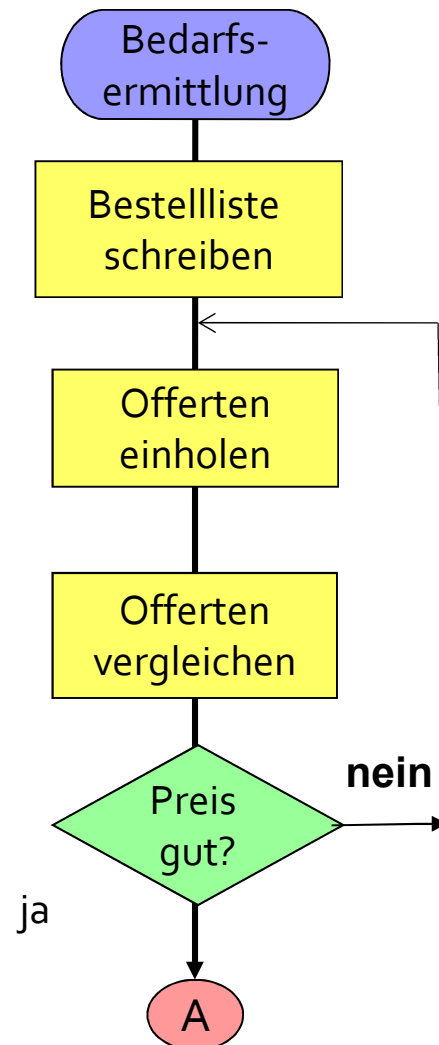 Bedarfs-
ermittlung
Bestellliste
schreiben
Offerten
einholen
Offerten
vergleichen
Preis
gut?
nein
ja
A